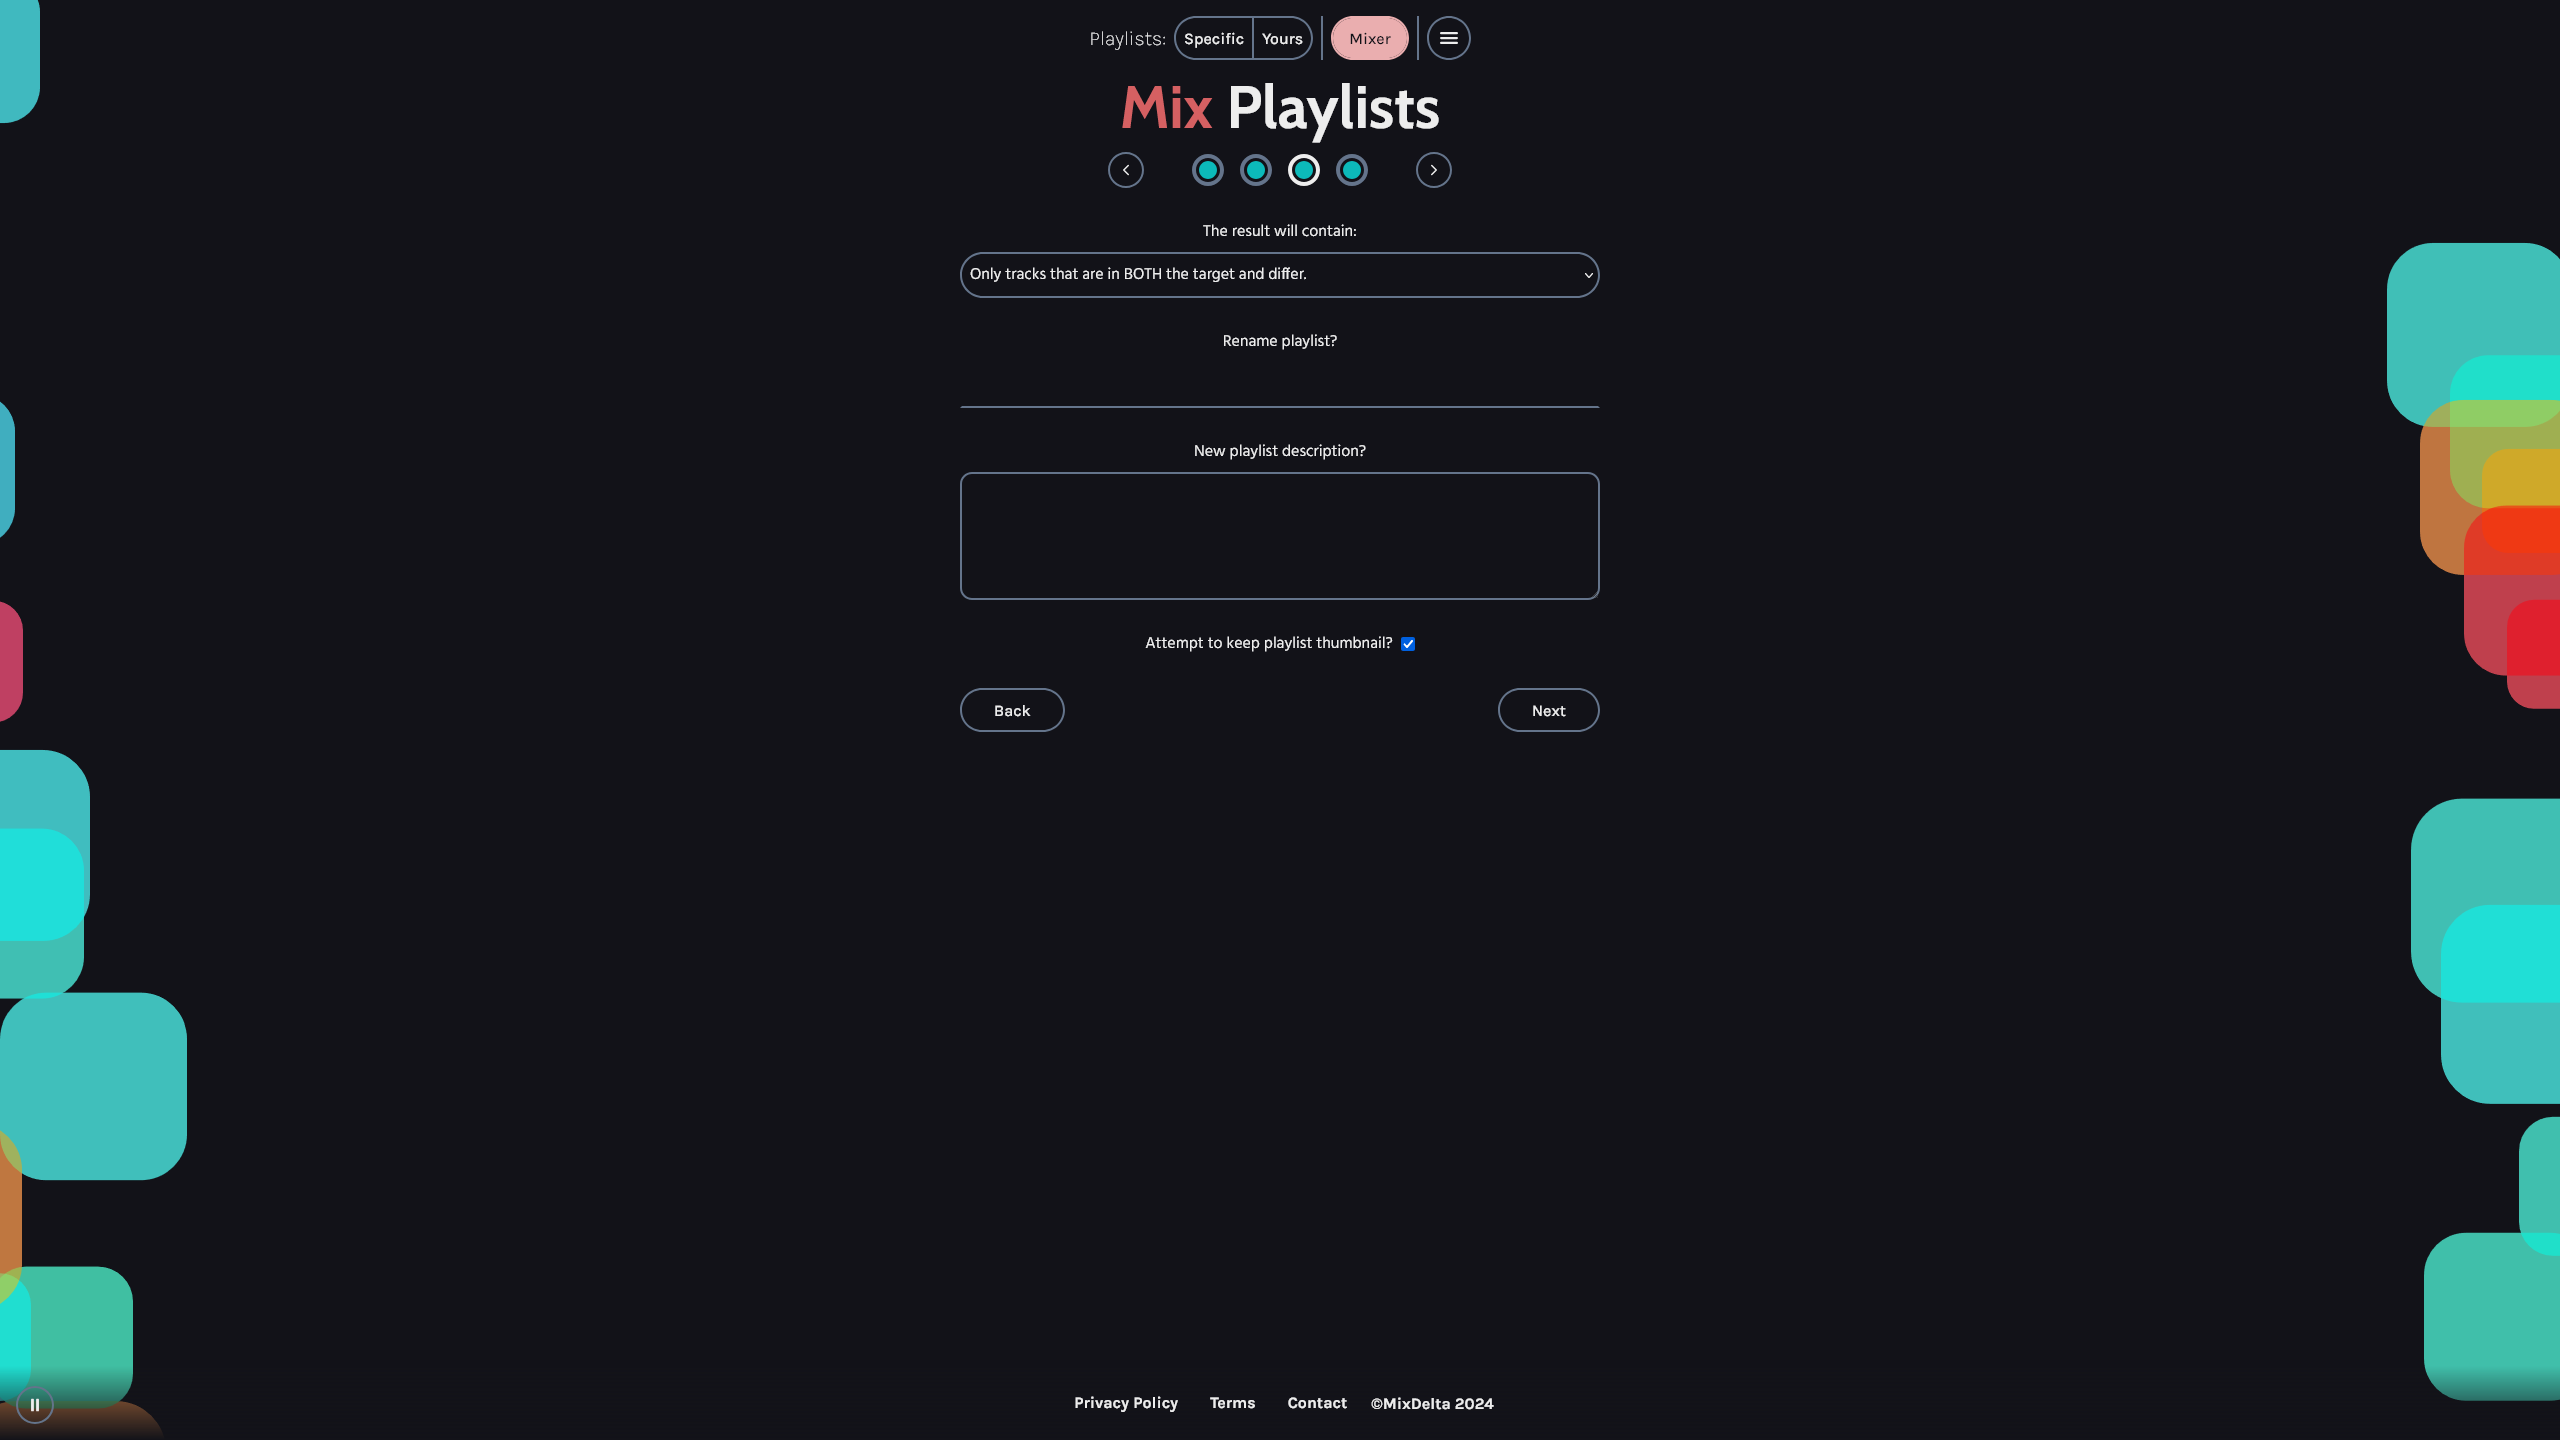 Playlists: Specific Yours Mixer
Mix Playlists
The result will contain:
Only tracks that are in BOTH the target and differ.
Rename playlist?
New playlist description?
Attempt to keep playlist thumbnail?
Back Next
Privacy Policy Terms Contact ©MixDelta 2024